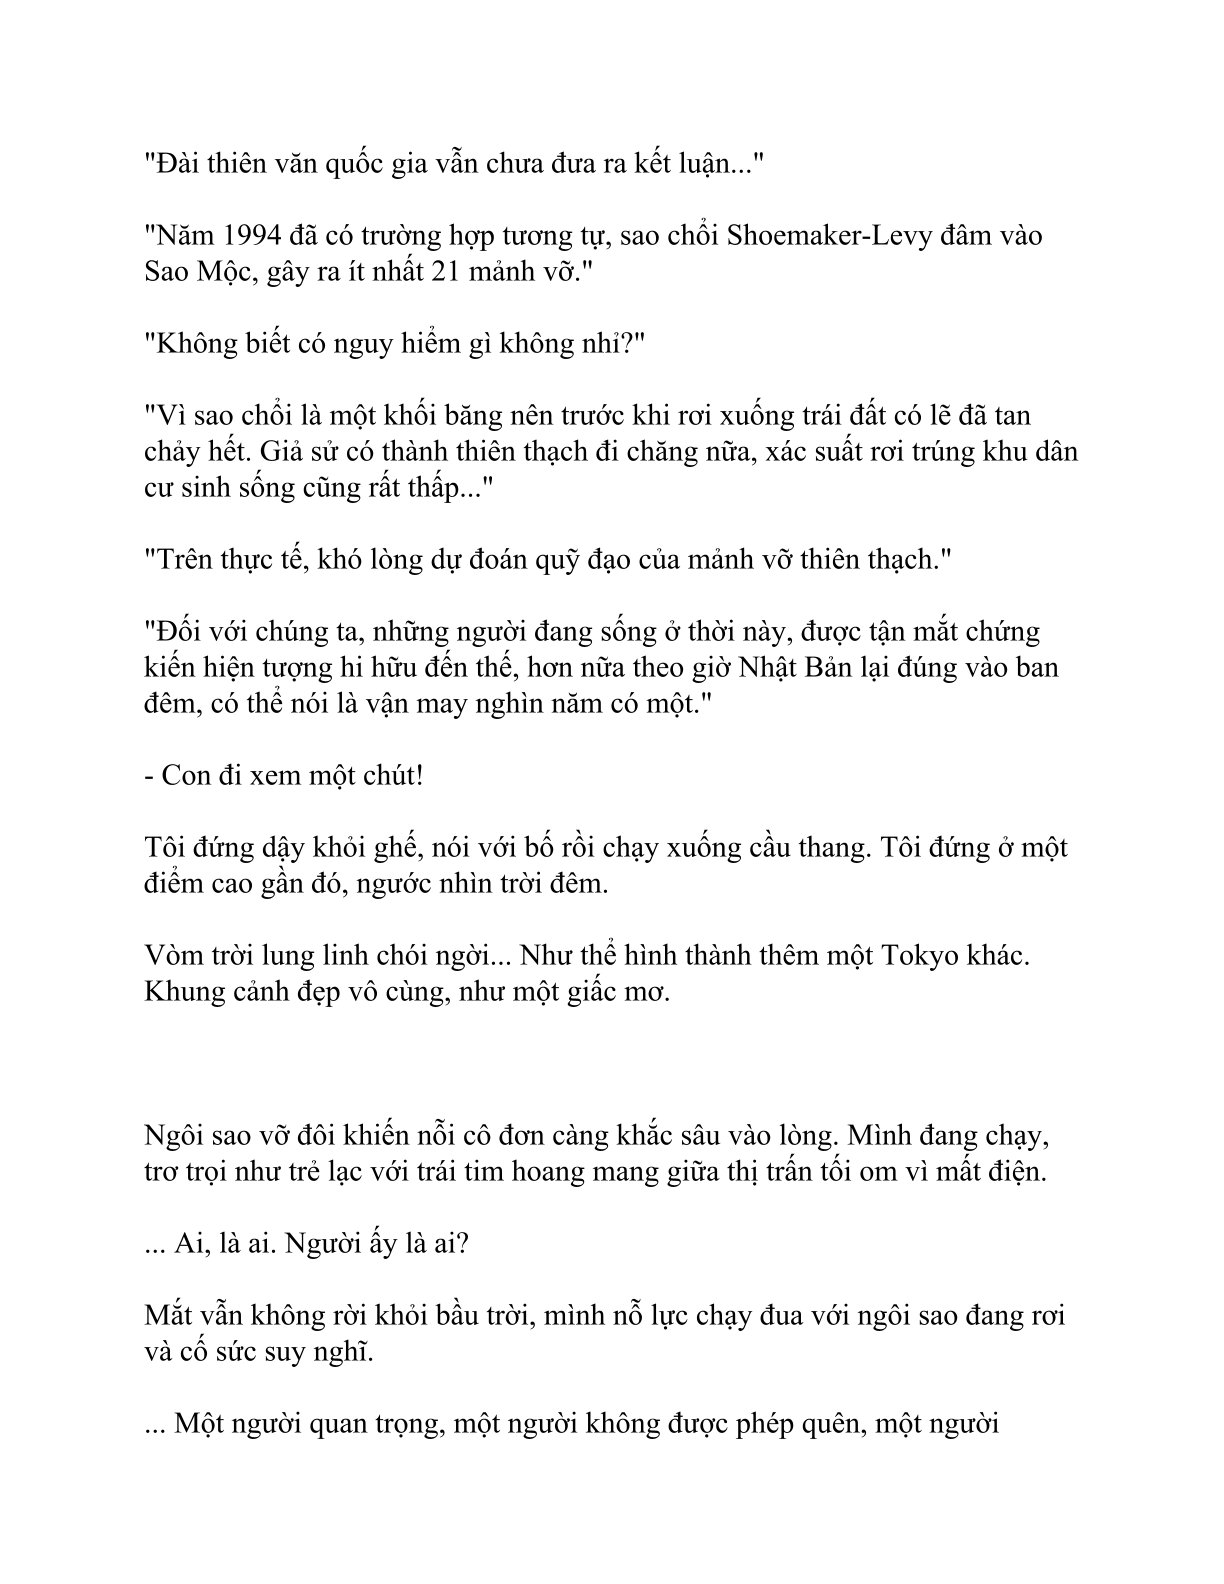 "Đài thiên văn quốc gia vẫn chưa đưa ra kết luận..."
"Năm 1994 đã có trường hợp tương tự, sao chổi Shoemaker-Levy đâm vào
Sao Mộc, gây ra ít nhất 21 mảnh vỡ."
"Không biết có nguy hiểm gì không nhỉ?"
"Vì sao chổi là một khối băng nên trước khi rơi xuống trái đất có lẽ đã tan
chảy hết. Giả sử có thành thiên thạch đi chăng nữa, xác suất rơi trúng khu dân
cư sinh sống cũng rất thấp..."
"Trên thực tế, khó lòng dự đoán quỹ đạo của mảnh vỡ thiên thạch."
"Đối với chúng ta, những người đang sống ở thời này, được tận mắt chứng
kiến hiện tượng hi hữu đến thế, hơn nữa theo giờ Nhật Bản lại đúng vào ban
đêm, có thể nói là vận may nghìn năm có một."
- Con đi xem một chút!
Tôi đứng dậy khỏi ghế, nói với bố rồi chạy xuống cầu thang. Tôi đứng ở một
điểm cao gần đó, ngước nhìn trời đêm.
Vòm trời lung linh chói ngời... Như thể hình thành thêm một Tokyo khác.
Khung cảnh đẹp vô cùng, như một giấc mơ.
Ngôi sao vỡ đôi khiến nỗi cô đơn càng khắc sâu vào lòng. Mình đang chạy,
trơ trọi như trẻ lạc với trái tim hoang mang giữa thị trấn tối om vì mất điện.
... Ai, là ai. Người ấy là ai?
Mắt vẫn không rời khỏi bầu trời, mình nỗ lực chạy đua với ngôi sao đang rơi
và cố sức suy nghĩ.
... Một người quan trọng, một người không được phép quên, một người